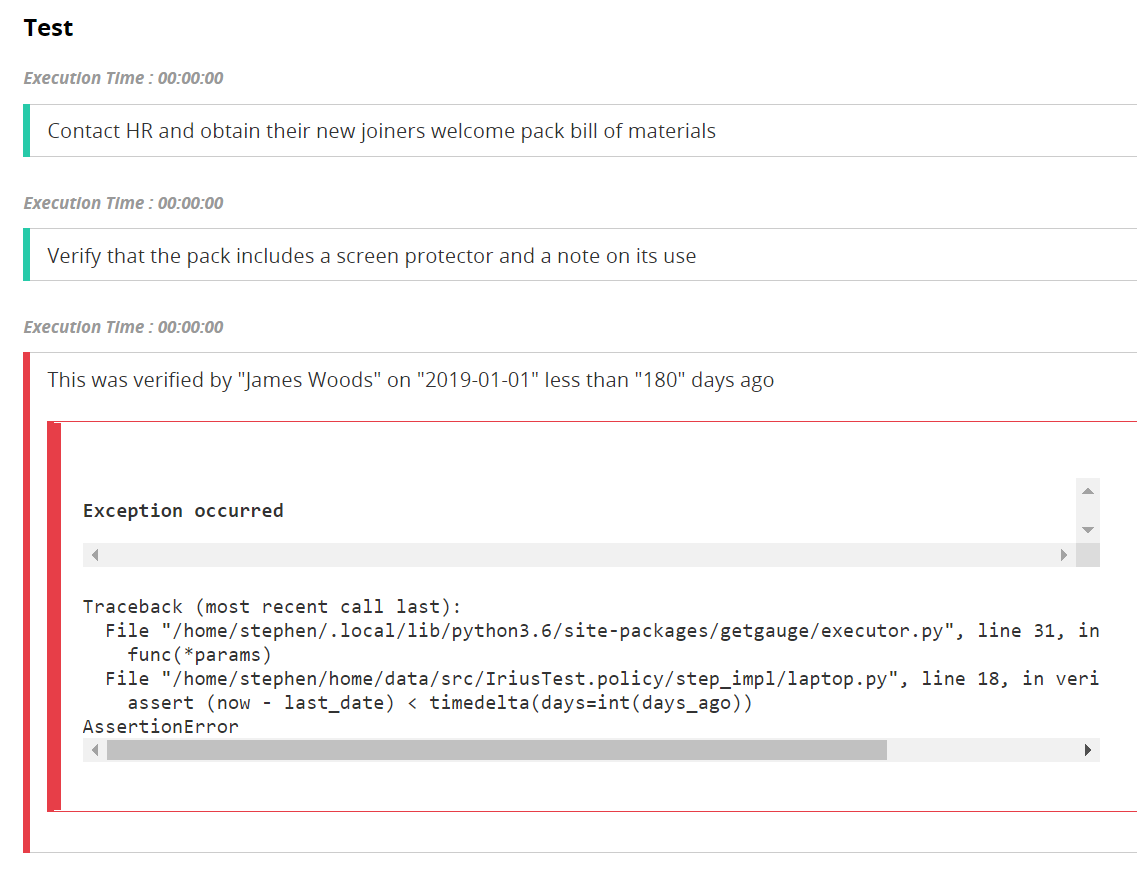 Test
Execution Time : 00:00:00
Contact HR and obtain their new joiners welcome pack bill of materials
Execution Time : 00:00:00
Verify that the pack includes a screen protector and a note on its use
Execution Time : 00:00:00
This was verified by "James Woods" on "2019-01-01" less than "180" days ago
Exception occurred
Traceback (most recent call last):
  File "/home/stephen/.local/lib/python3.6/site-packages/getgauge/executor.py", line 31, in
    func(*params)
  File "/home/stephen/home/data/src/IriusTest.policy/step_impl/laptop.py", line 18, in veri
    assert (now - last_date) < timedelta(days=int(days_ago))
AssertionError